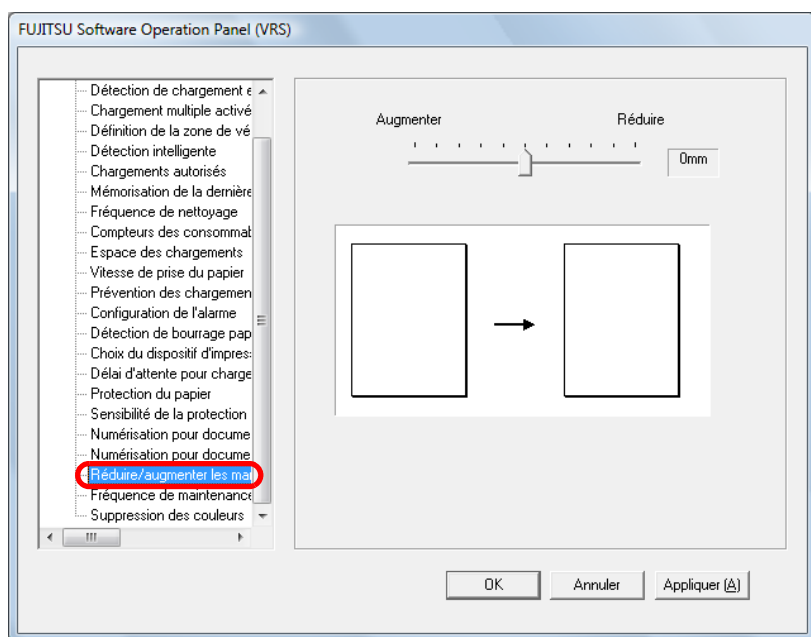 FUJITSU Software Operation Panel (VRS)
Détection de chargement e
Chargement multiple activé
Définition de la zone de vé
Détection intelligente
Chargements autorisés
Mémorisation de la dernière
Fréquence de nettoyage
Compteurs des consommab
Espace des chargements
Vitesse de prise du papier
Prévention des chargemen
Configuration de l'alarme
Détection de bourrage pap
Choix du dispositif d'impres
Délai d'attente pour charge
Protection du papier
Sensibilité de la protection
Numérisation pour docume
Numérisation pour docume
Réduire/augmenter les mar
Fréquence de maintenance
Suppression des couleurs
Augmenter Réduire
0mm
OK Annuler Appliquer (A)